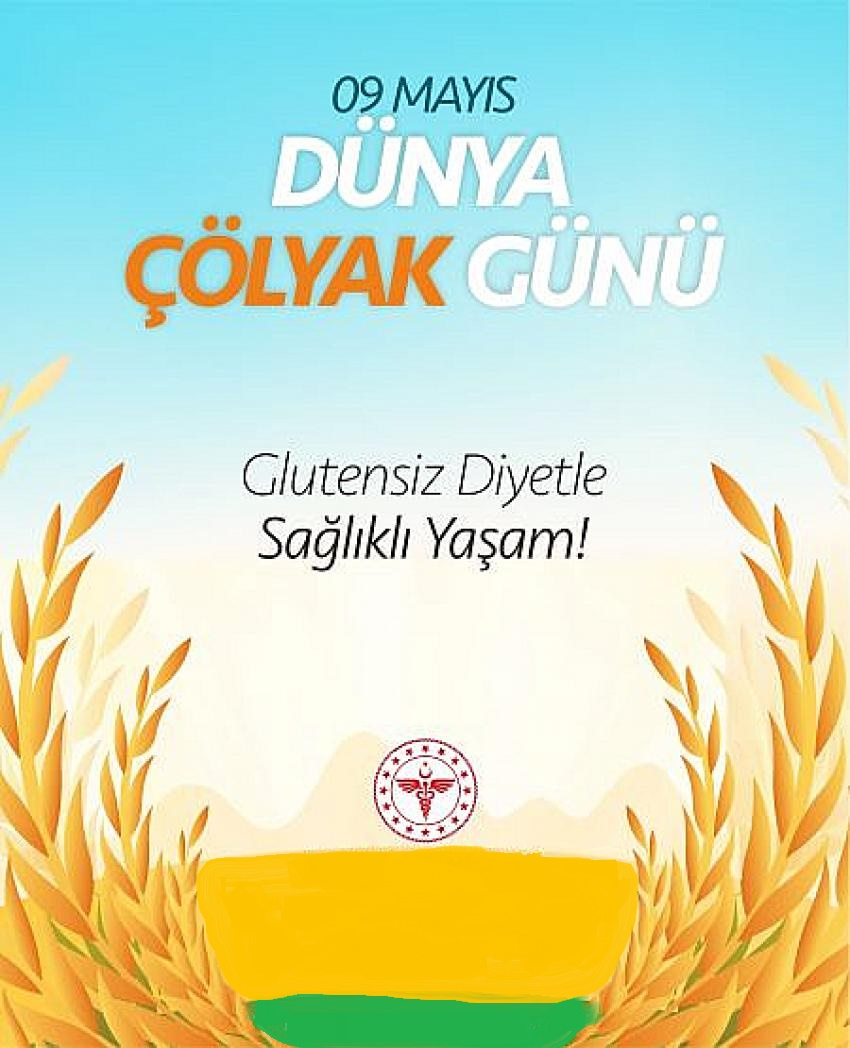 09 MAYIS
DÜNYA
ÇÖLYAK GÜNÜ
Glutensiz Diyetle
Sağlıklı Yaşam!